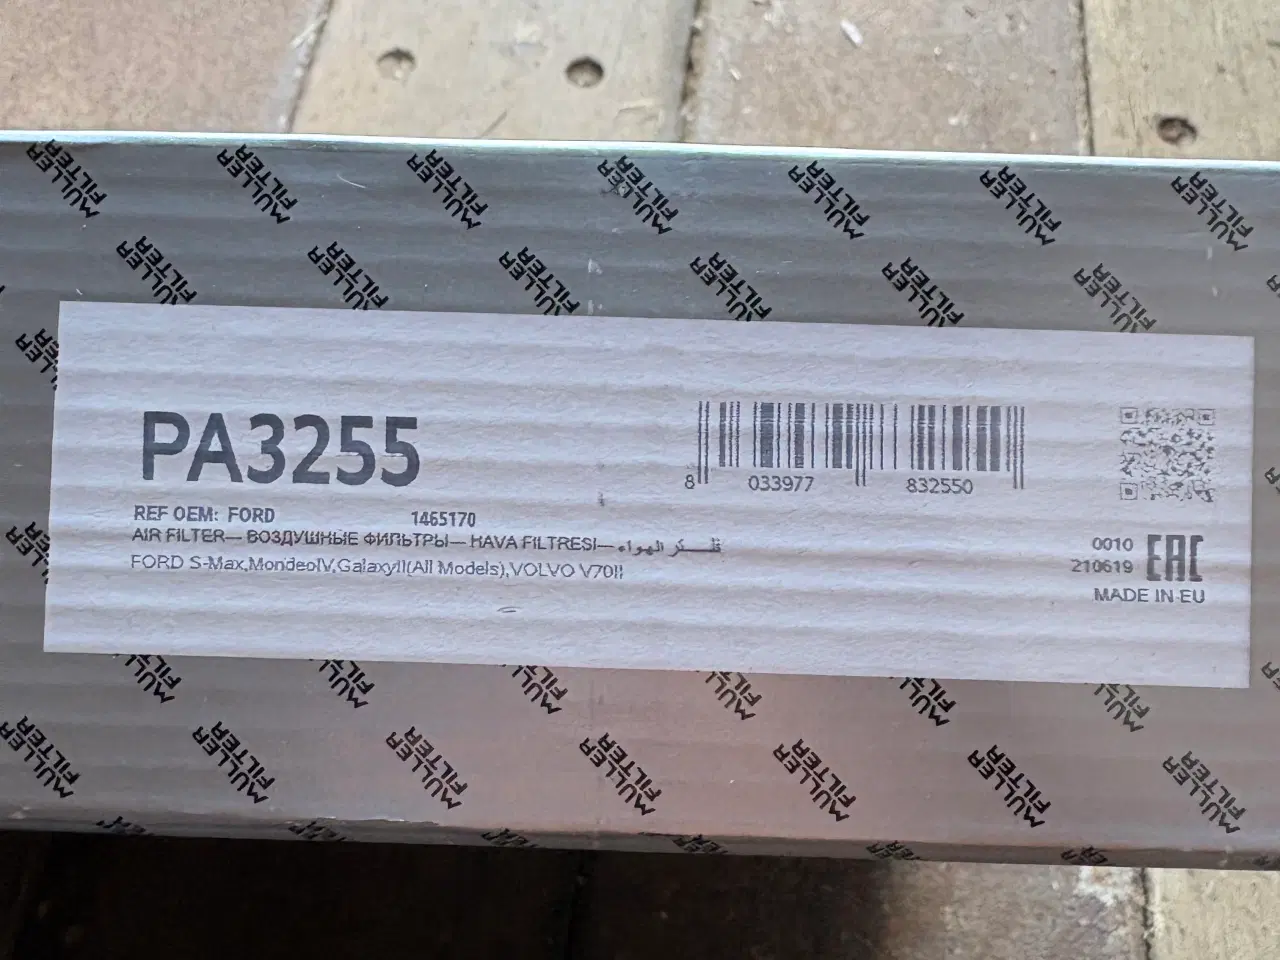 MULLER FILTER
PA3255
8 033977 832550
REF OEM: FORD 1465170
AIR FILTER— ВОЗДУШНЫЕ ФИЛЬТРЫ— HAVA FILTRESI— فلتر الهواء
FORD S-Max,MondeoIV,GalaxyII(All Models),VOLVO V70II
0010
210619
EAC
MADE IN EU